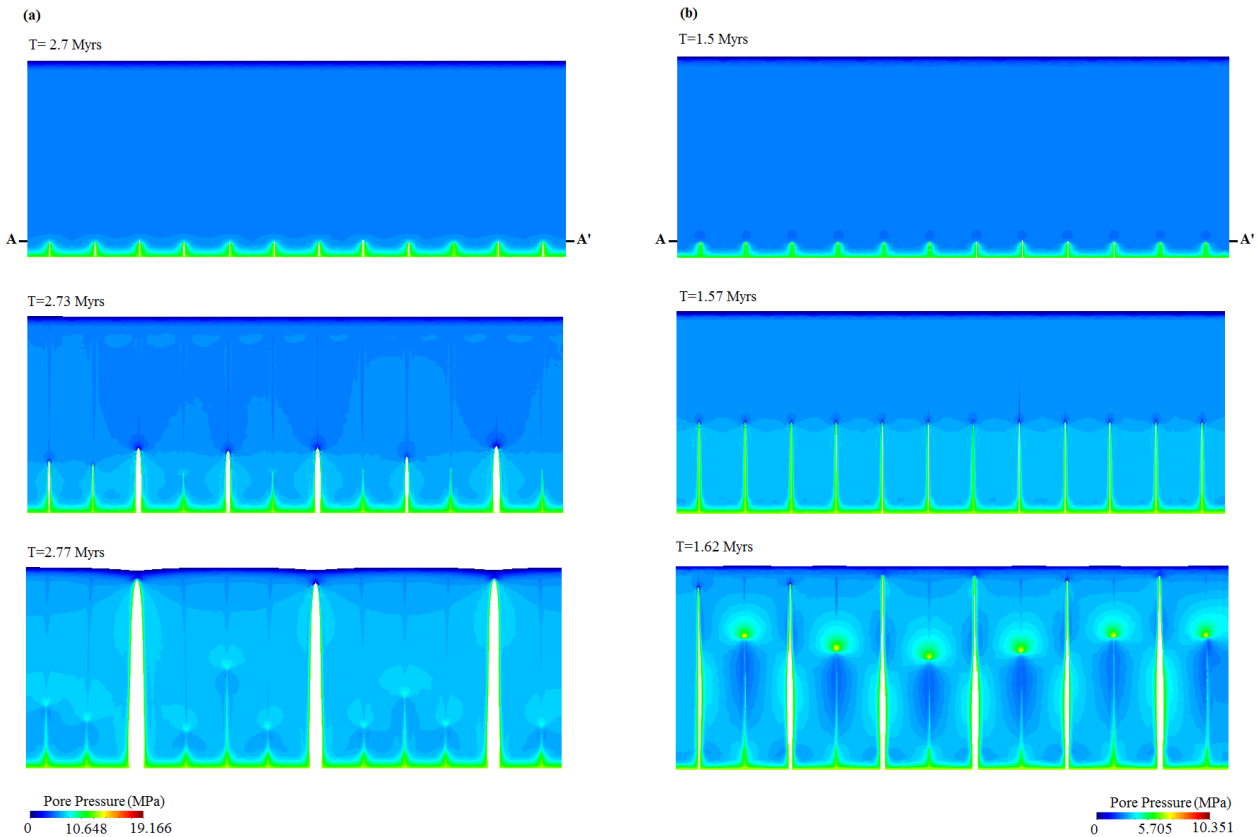 (a)
T= 2.7 Myrs
A
A'
T=2.73 Myrs
T=2.77 Myrs
Pore Pressure (MPa)
0 10.648 19.166
(b)
T=1.5 Myrs
A
A'
T=1.57 Myrs
T=1.62 Myrs
Pore Pressure (MPa)
0 5.705 10.351